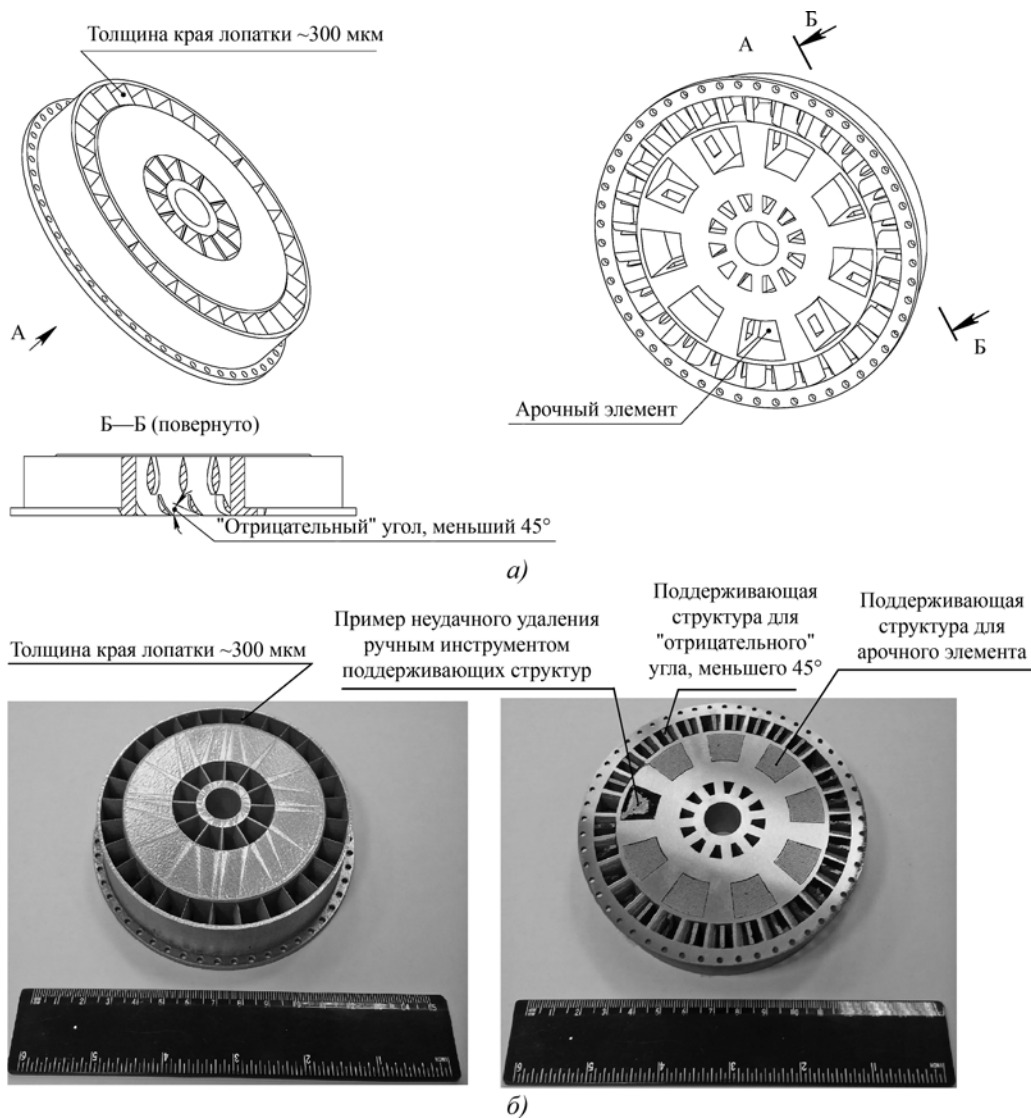 Толщина края лопатки ~300 мкм
А
Б
А
Б
Арочный элемент
Б—Б (повернуто)
"Отрицательный" угол, меньший 45°
а)
Толщина края лопатки ~300 мкм
Пример неудачного удаления
ручным инструментом
поддерживающих структур
Поддерживающая
структура для
"отрицательного"
угла, меньшего 45°
Поддерживающая
структура для
арочного элемента
б)